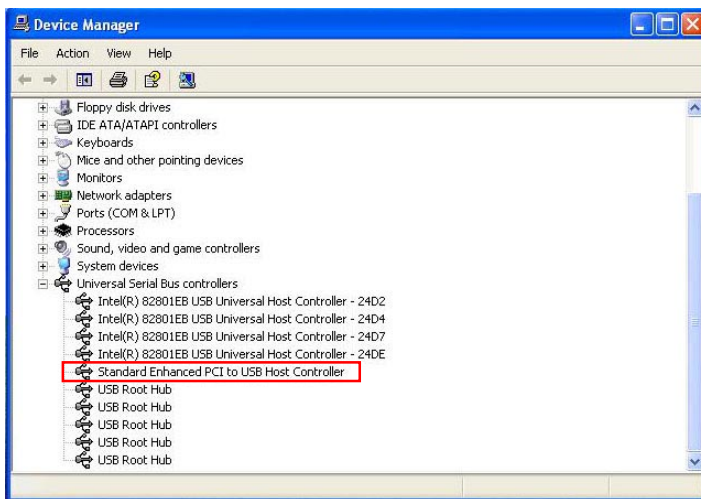 Device Manager
File Action View Help
Floppy disk drives
IDE ATA/ATAPI controllers
Keyboards
Mice and other pointing devices
Monitors
Network adapters
Ports (COM & LPT)
Processors
Sound, video and game controllers
System devices
Universal Serial Bus controllers
Intel(R) 82801EB USB Universal Host Controller - 24D2
Intel(R) 82801EB USB Universal Host Controller - 24D4
Intel(R) 82801EB USB Universal Host Controller - 24D7
Intel(R) 82801EB USB Universal Host Controller - 24DE
Standard Enhanced PCI to USB Host Controller
USB Root Hub
USB Root Hub
USB Root Hub
USB Root Hub
USB Root Hub